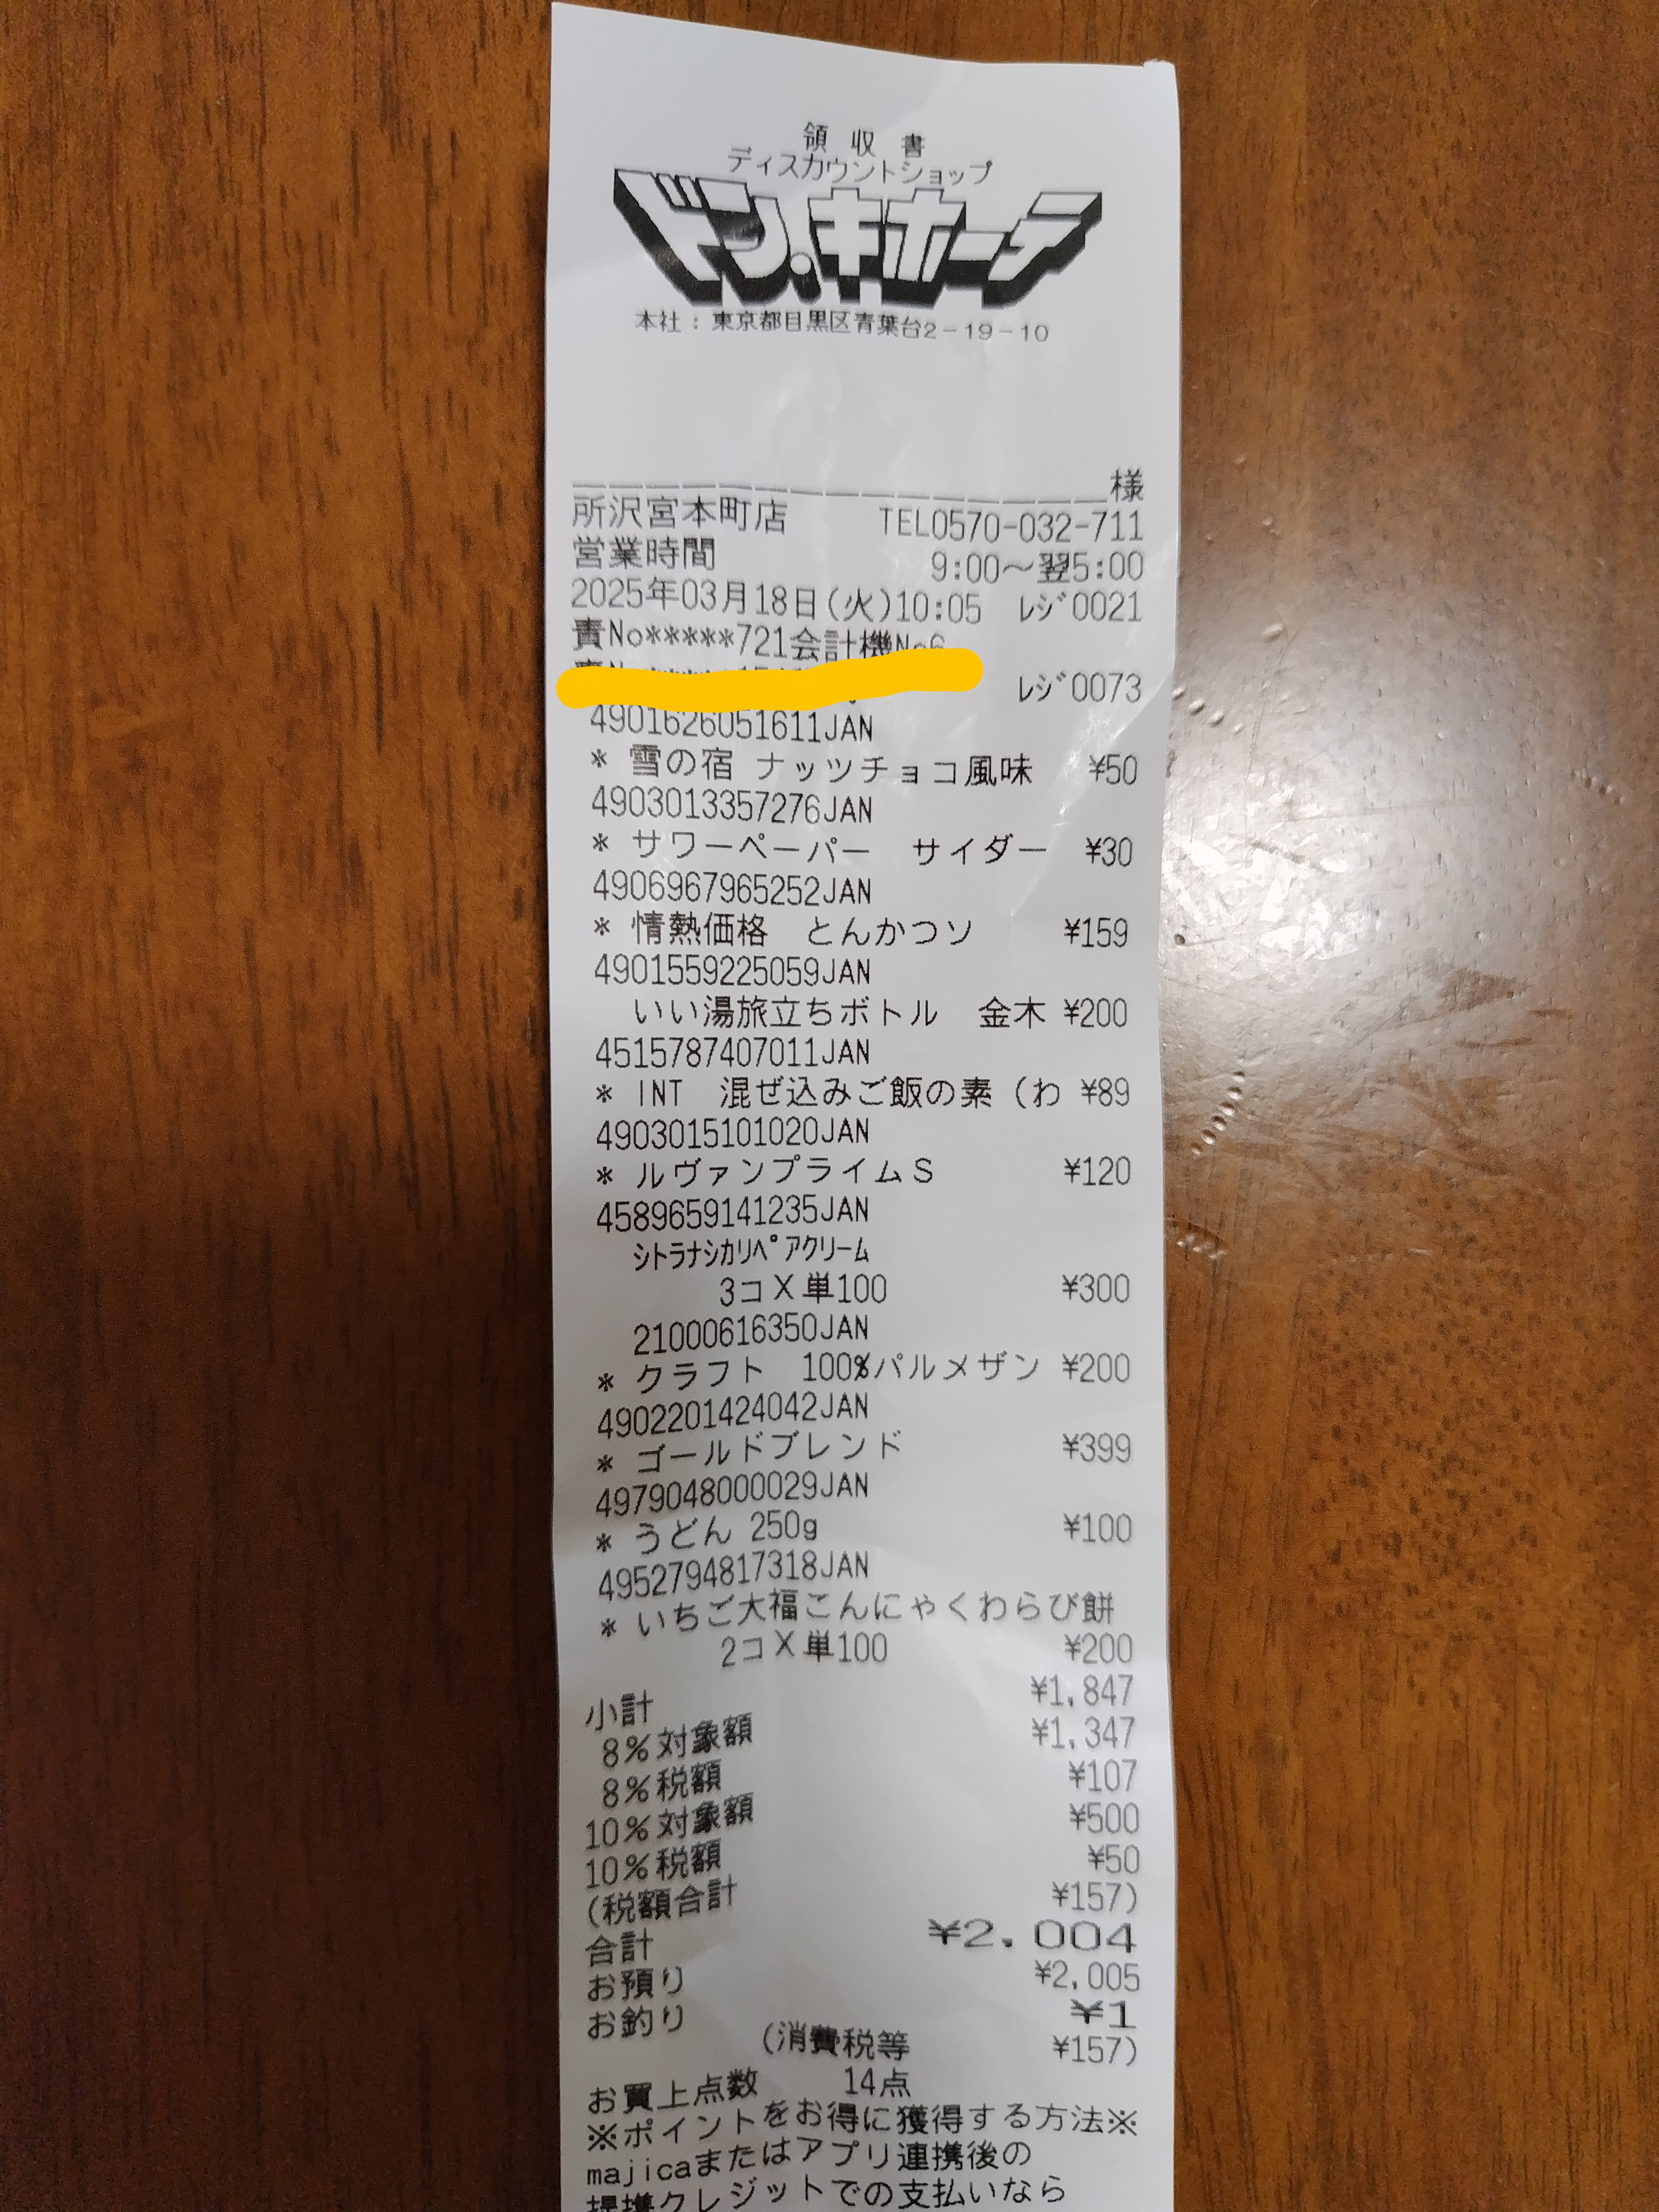 領収書
ディスカウントショップ
ドン.キホーテ
本社：東京都目黒区青葉台2-19-10
様
所沢宮本町店 TEL0570-032-711
営業時間 9:00～翌5:00
2025年03月18日(火)10:05 ﾚｼﾞ0021
責No*****721会計機No6
ﾚｼﾞ0073
4901626051611JAN
* 雪の宿 ナッツチョコ風味 ¥50
4903013357276JAN
* サワーペーパー サイダー ¥30
4906967965252JAN
* 情熱価格 とんかつソ ¥159
4901559225059JAN
いい湯旅立ちボトル 金木 ¥200
4515787407011JAN
* INT 混ぜ込みご飯の素（わ ¥89
4903015101020JAN
* ルヴァンプライムS ¥120
4589659141235JAN
ｼﾄﾗﾅｼｶﾘﾍﾟｱｸﾘｰﾑ
3コX単100 ¥300
21000616350JAN
* クラフト 100%パルメザン ¥200
4902201424042JAN
* ゴールドブレンド ¥399
4979048000029JAN
* うどん 250g ¥100
4952794817318JAN
* いちご大福こんにゃくわらび餅
2コX単100 ¥200
小計 ¥1,847
8%対象額 ¥1,347
8%税額 ¥107
10%対象額 ¥500
10%税額 ¥50
(税額合計 ¥157)
合計 ¥2,004
お預り ¥2,005
お釣り ¥1
(消費税等 ¥157)
お買上点数 14点
※ポイントをお得に獲得する方法※
majicaまたはアプリ連携後の
提携クレジットでの支払いなら